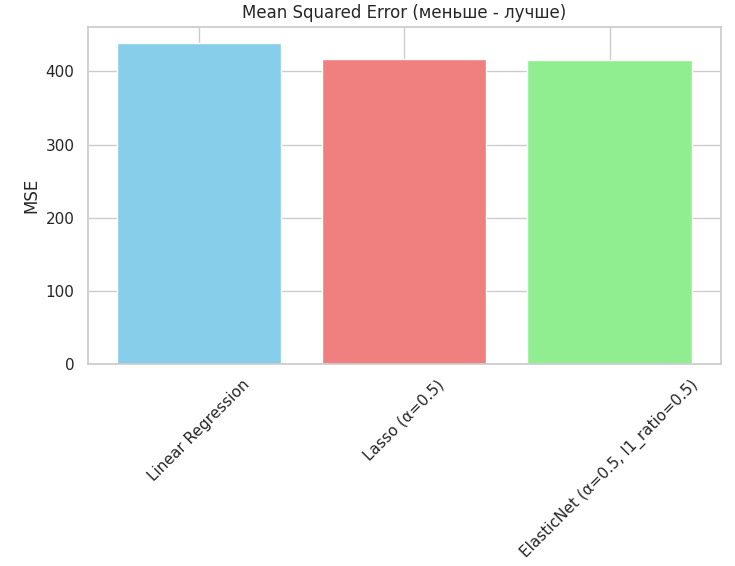 Mean Squared Error (меньше - лучше)
MSE
400
300
200
100
0
Linear Regression
Lasso (α=0.5)
ElasticNet (α=0.5, l1_ratio=0.5)